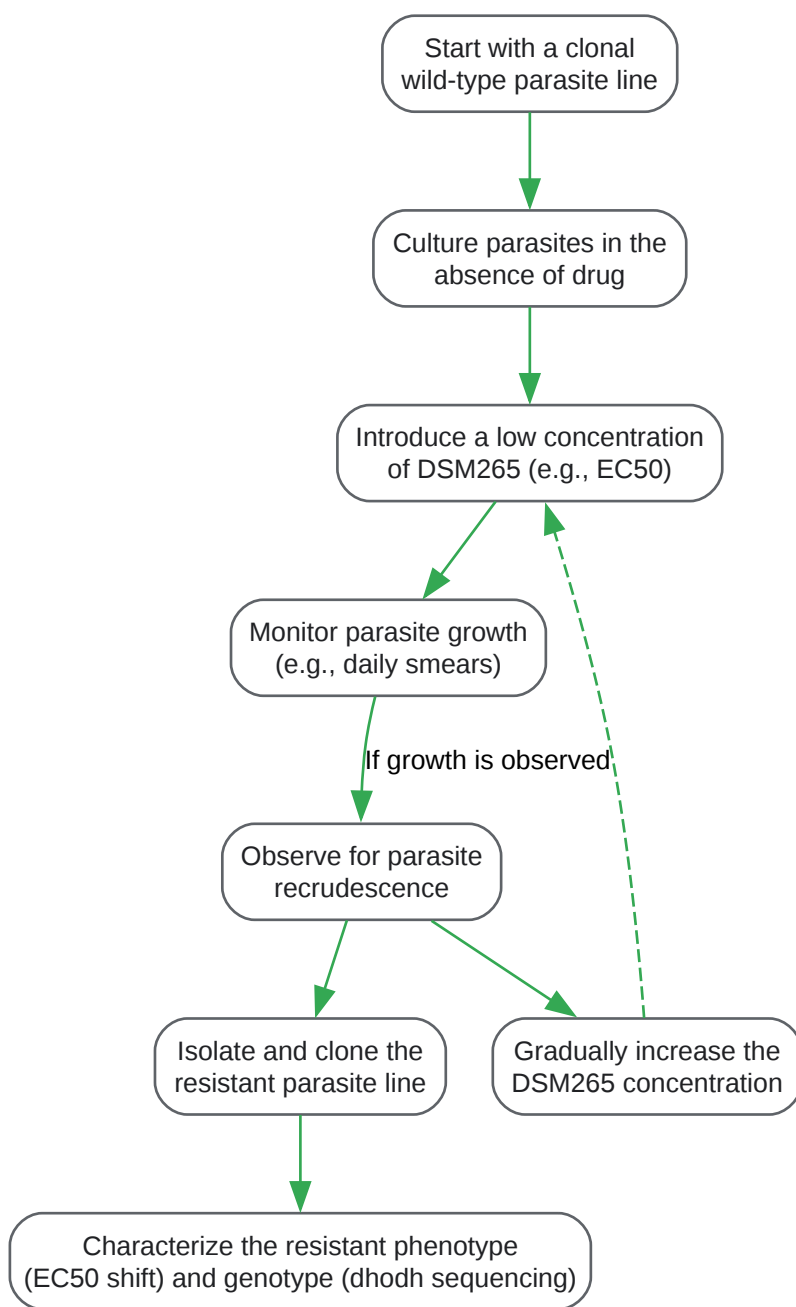 Start with a clonal
wild-type parasite line
Culture parasites in the
absence of drug
Introduce a low concentration
of DSM265 (e.g., EC50)
Monitor parasite growth
(e.g., daily smears)
If growth is observed
Observe for parasite
recrudescence
Isolate and clone the
resistant parasite line
Gradually increase the
DSM265 concentration
Characterize the resistant phenotype
(EC50 shift) and genotype (dhodh sequencing)